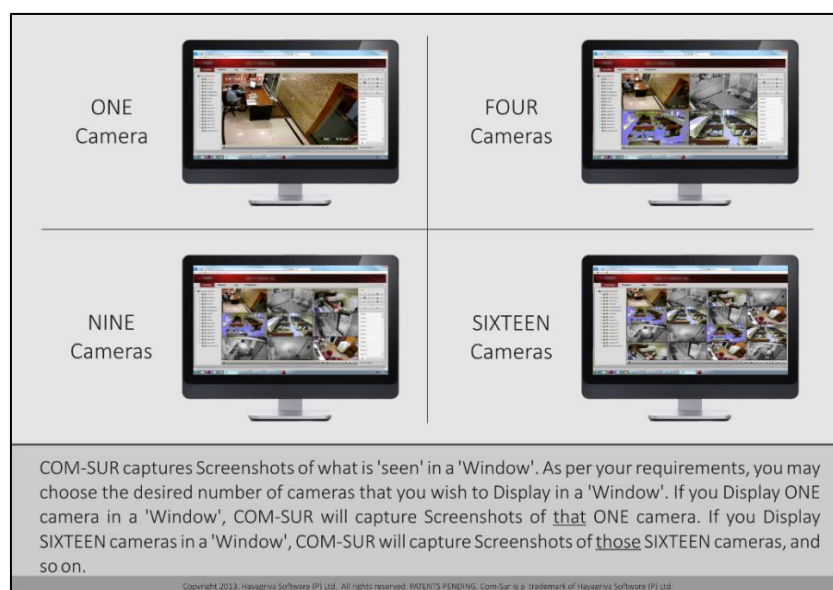 ONE
Camera
FOUR
Cameras
NINE
Cameras
SIXTEEN
Cameras
COM-SUR captures Screenshots of what is 'seen' in a 'Window'. As per your requirements, you may
choose the desired number of cameras that you wish to Display in a 'Window'. If you Display ONE
camera in a 'Window', COM-SUR will capture Screenshots of that ONE camera. If you Display
SIXTEEN cameras in a 'Window', COM-SUR will capture Screenshots of those SIXTEEN cameras, and
so on.
Copyright 2013, Hayagriva Software (P) Ltd. All rights reserved. PATENTS PENDING. Com-Sur is a trademark of Hayagriva Software (P) Ltd.